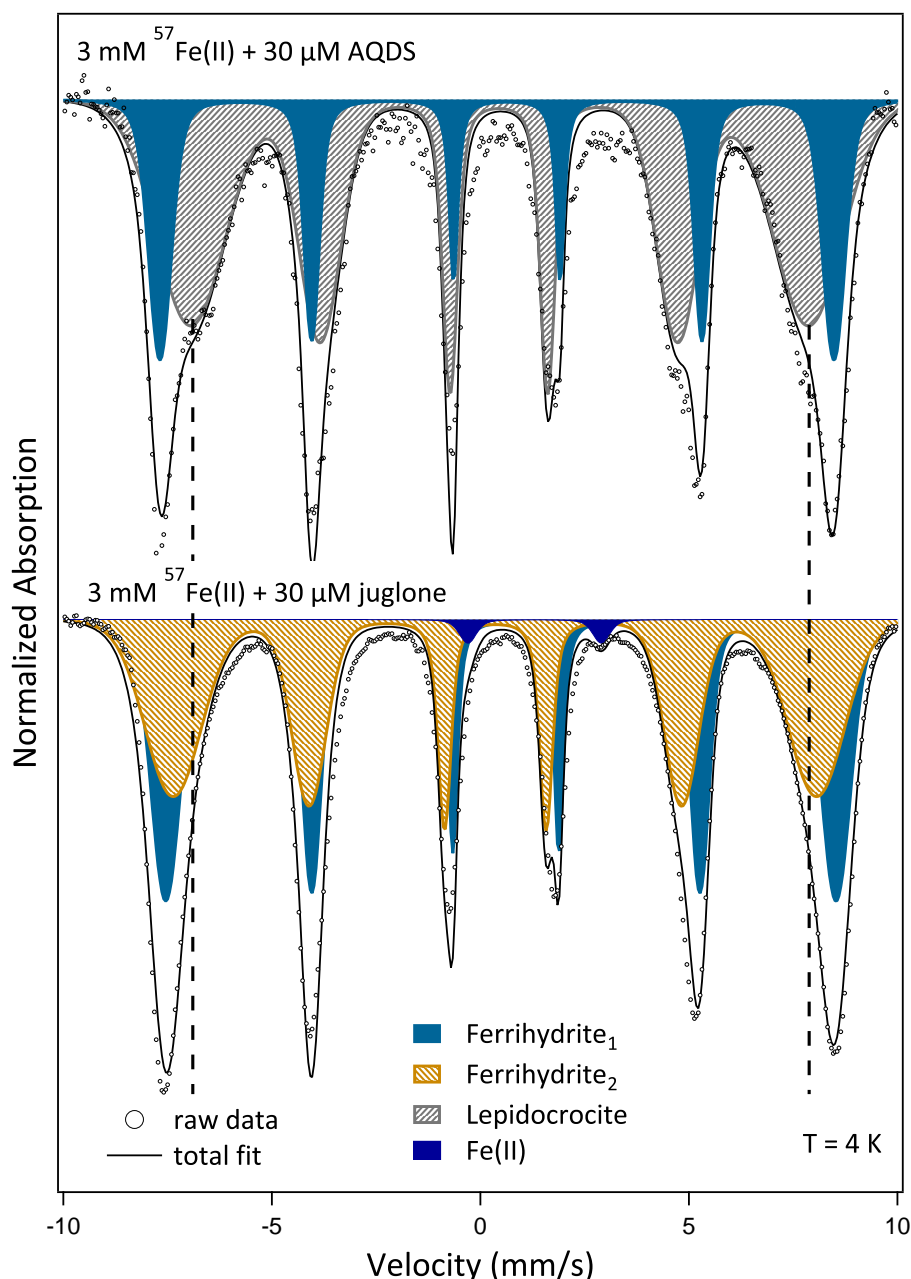 3 mM ⁵⁷Fe(II) + 30 µM AQDS
Normalized Absorption
3 mM ⁵⁷Fe(II) + 30 µM juglone
Ferrihydrite₁
Ferrihydrite₂
Lepidocrocite
Fe(II)
raw data
total fit
T = 4 K
-10 -5 0 5 10
Velocity (mm/s)